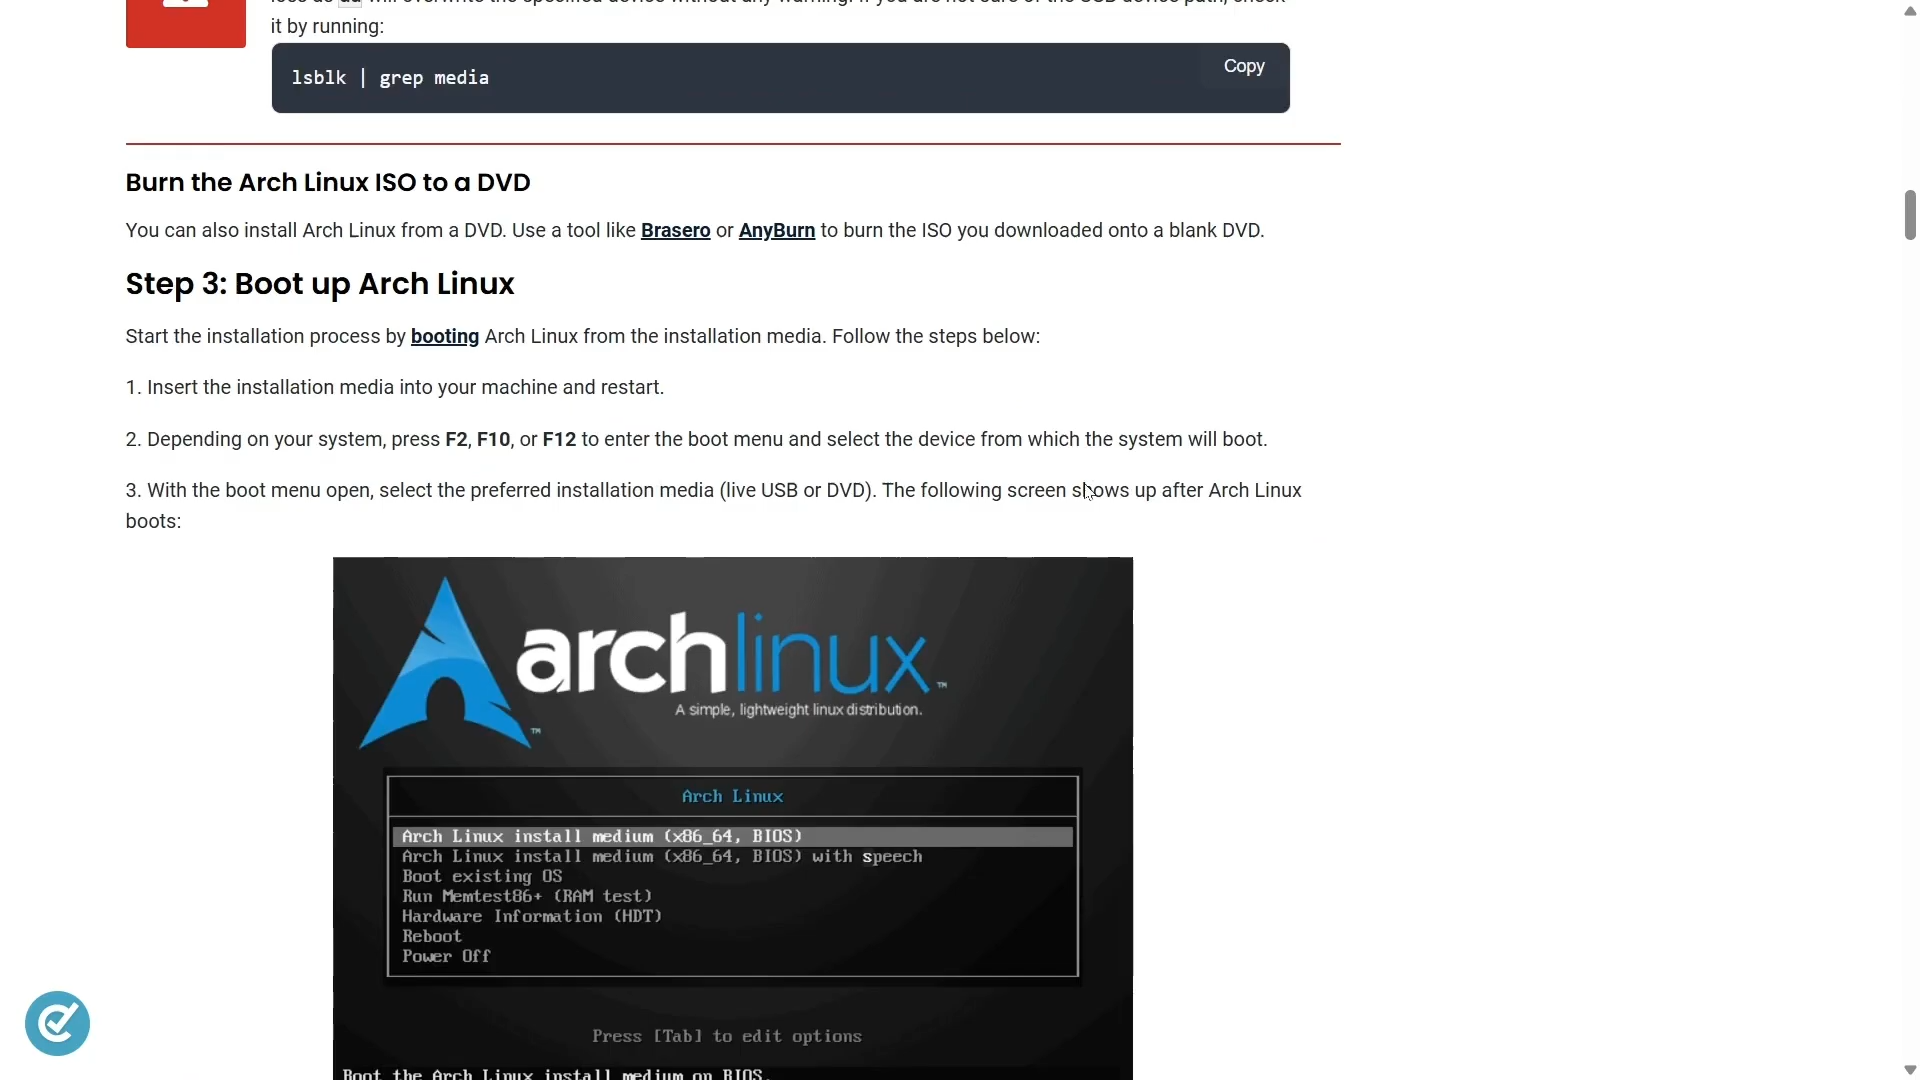 it by running:
lsblk | grep media
Copy
Burn the Arch Linux ISO to a DVD
You can also install Arch Linux from a DVD. Use a tool like Brasero or AnyBurn to burn the ISO you downloaded onto a blank DVD.
Step 3: Boot up Arch Linux
Start the installation process by booting Arch Linux from the installation media. Follow the steps below:
1. Insert the installation media into your machine and restart.
2. Depending on your system, press F2, F10, or F12 to enter the boot menu and select the device from which the system will boot.
3. With the boot menu open, select the preferred installation media (live USB or DVD). The following screen shows up after Arch Linux
boots:
archlinux™
A simple, lightweight linux distribution.
™
Arch Linux
Arch Linux install medium (x86_64, BIOS)
Arch Linux install medium (x86_64, BIOS) with speech
Boot existing OS
Run Memtest86+ (RAM test)
Hardware Information (HDT)
Reboot
Power Off
Press [Tab] to edit options
Boot the Arch Linux install medium on BIOS.